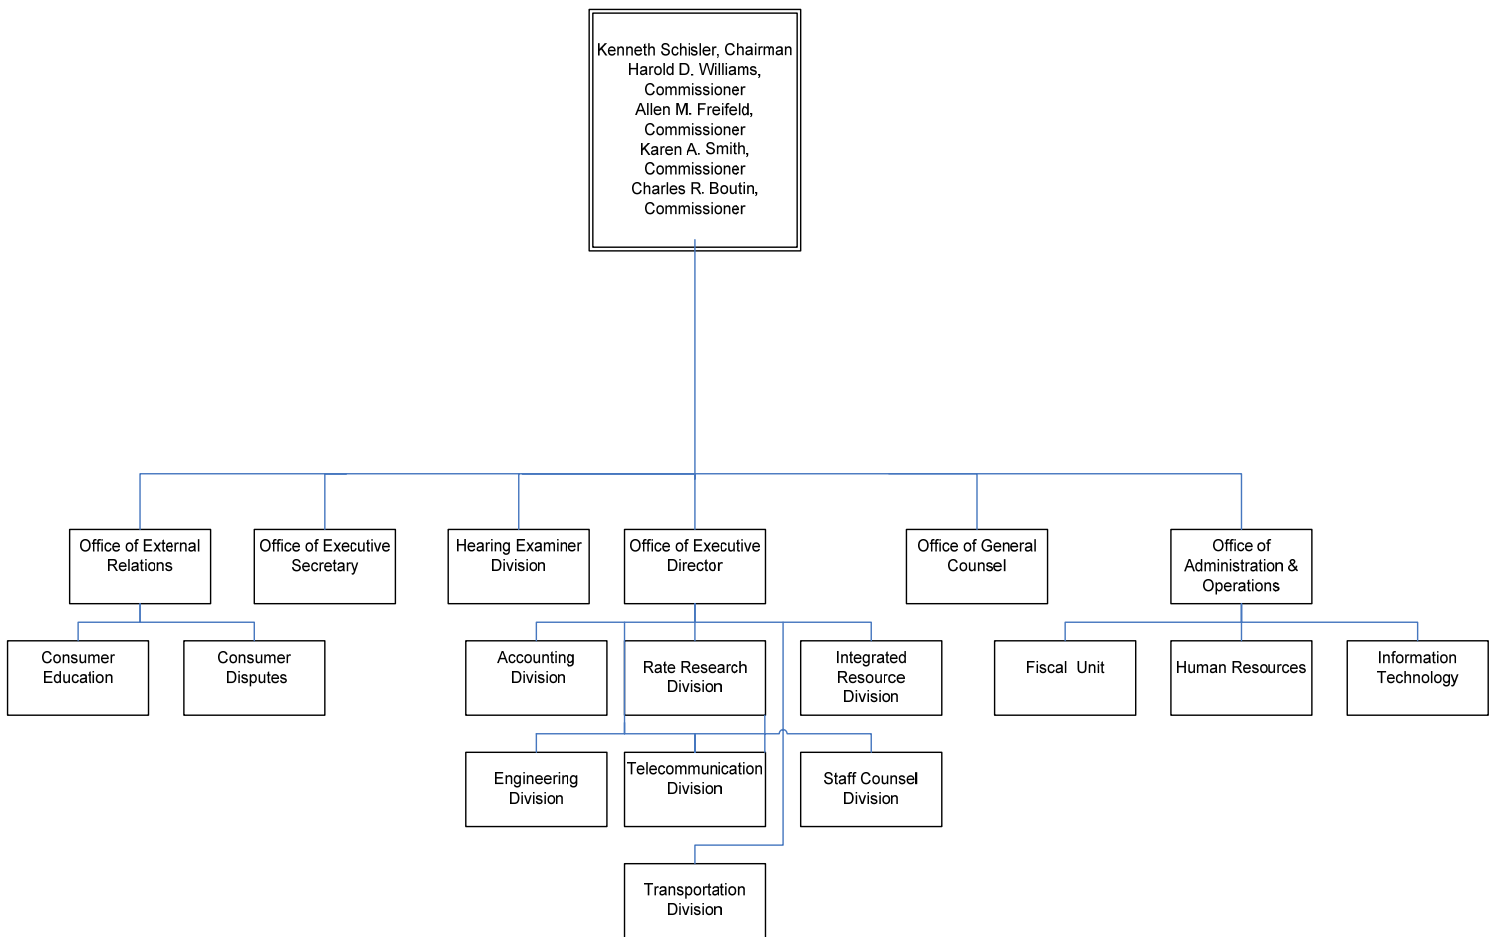 Kenneth Schisler, Chairman
Harold D. Williams,
Commissioner
Allen M. Freifeld,
Commissioner
Karen A. Smith,
Commissioner
Charles R. Boutin,
Commissioner
Office of External
Relations
Office of Executive
Secretary
Hearing Examiner
Division
Office of Executive
Director
Office of General
Counsel
Office of
Administration &
Operations
Consumer
Education
Consumer
Disputes
Accounting
Division
Rate Research
Division
Integrated
Resource
Division
Fiscal Unit
Human Resources
Information
Technology
Engineering
Division
Telecommunication
Division
Staff Counsel
Division
Transportation
Division